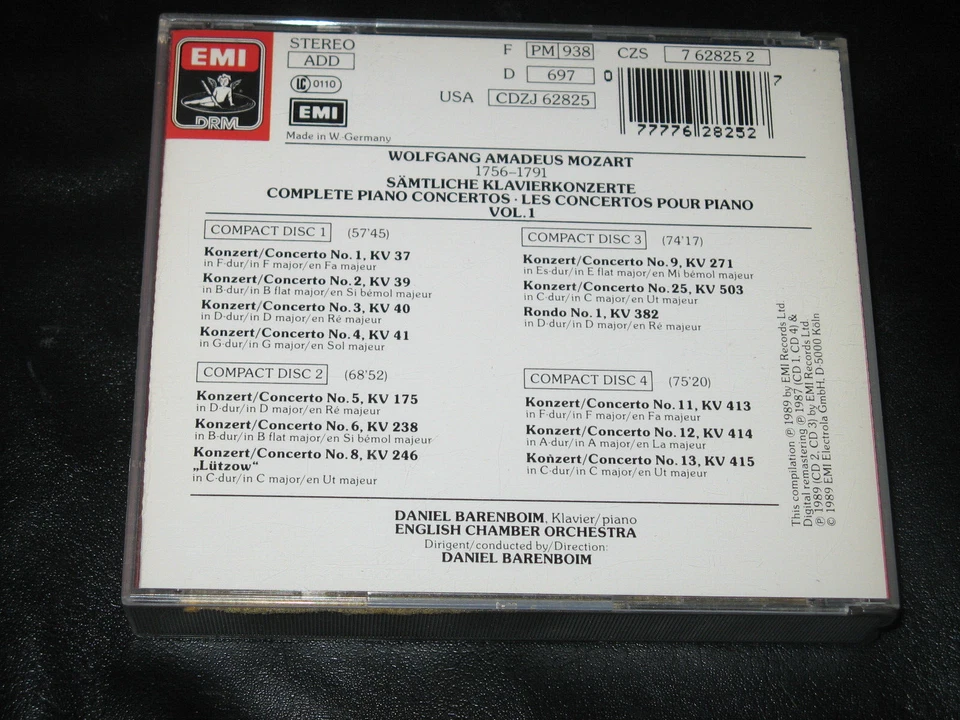 EMI
DRM
STEREO
ADD
LC 0110
EMI
Made in W.-Germany
F PM 938
D 697
USA CDZJ 62825
CZS 7 62825 2
0 77776 28252 7
WOLFGANG AMADEUS MOZART
1756–1791
SÄMTLICHE KLAVIERKONZERTE
COMPLETE PIANO CONCERTOS · LES CONCERTOS POUR PIANO
VOL.1
COMPACT DISC 1 (57'45)
Konzert/Concerto No. 1, KV 37
in F-dur/in F major/en Fa majeur
Konzert/Concerto No. 2, KV 39
in B-dur/in B flat major/en Si bémol majeur
Konzert/Concerto No. 3, KV 40
in D-dur/in D major/en Ré majeur
Konzert/Concerto No. 4, KV 41
in G-dur/in G major/en Sol majeur
COMPACT DISC 2 (68'52)
Konzert/Concerto No. 5, KV 175
in D-dur/in D major/en Ré majeur
Konzert/Concerto No. 6, KV 238
in B-dur/in B flat major/en Si bémol majeur
Konzert/Concerto No. 8, KV 246
„Lützow“
in C-dur/in C major/en Ut majeur
COMPACT DISC 3 (74'17)
Konzert/Concerto No. 9, KV 271
in Es-dur/in E flat major/en Mi bémol majeur
Konzert/Concerto No. 25, KV 503
in C-dur/in C major/en Ut majeur
Rondo No. 1, KV 382
in D-dur/in D major/en Ré majeur
COMPACT DISC 4 (75'20)
Konzert/Concerto No. 11, KV 413
in F-dur/in F major/en Fa majeur
Konzert/Concerto No. 12, KV 414
in A-dur/in A major/en La majeur
Konzert/Concerto No. 13, KV 415
in C-dur/in C major/en Ut majeur
DANIEL BARENBOIM, Klavier/piano
ENGLISH CHAMBER ORCHESTRA
Dirigent/conducted by/Direction:
DANIEL BARENBOIM
This compilation ℗ 1989 by EMI Records Ltd.
Digital remastering ℗ 1987 (CD 1, CD 4) &
℗ 1989 (CD 2, CD 3) by EMI Records Ltd.
© 1989 EMI Electrola GmbH, D-5000 Köln